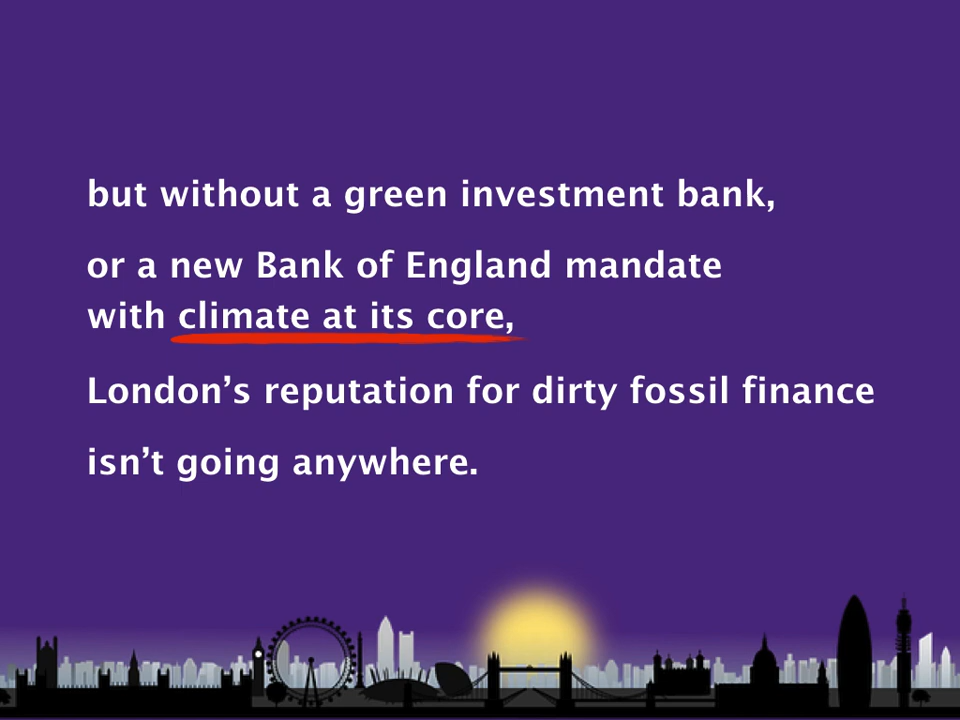 but without a green investment bank,
or a new Bank of England mandate
with climate at its core,
London’s reputation for dirty fossil finance
isn’t going anywhere.